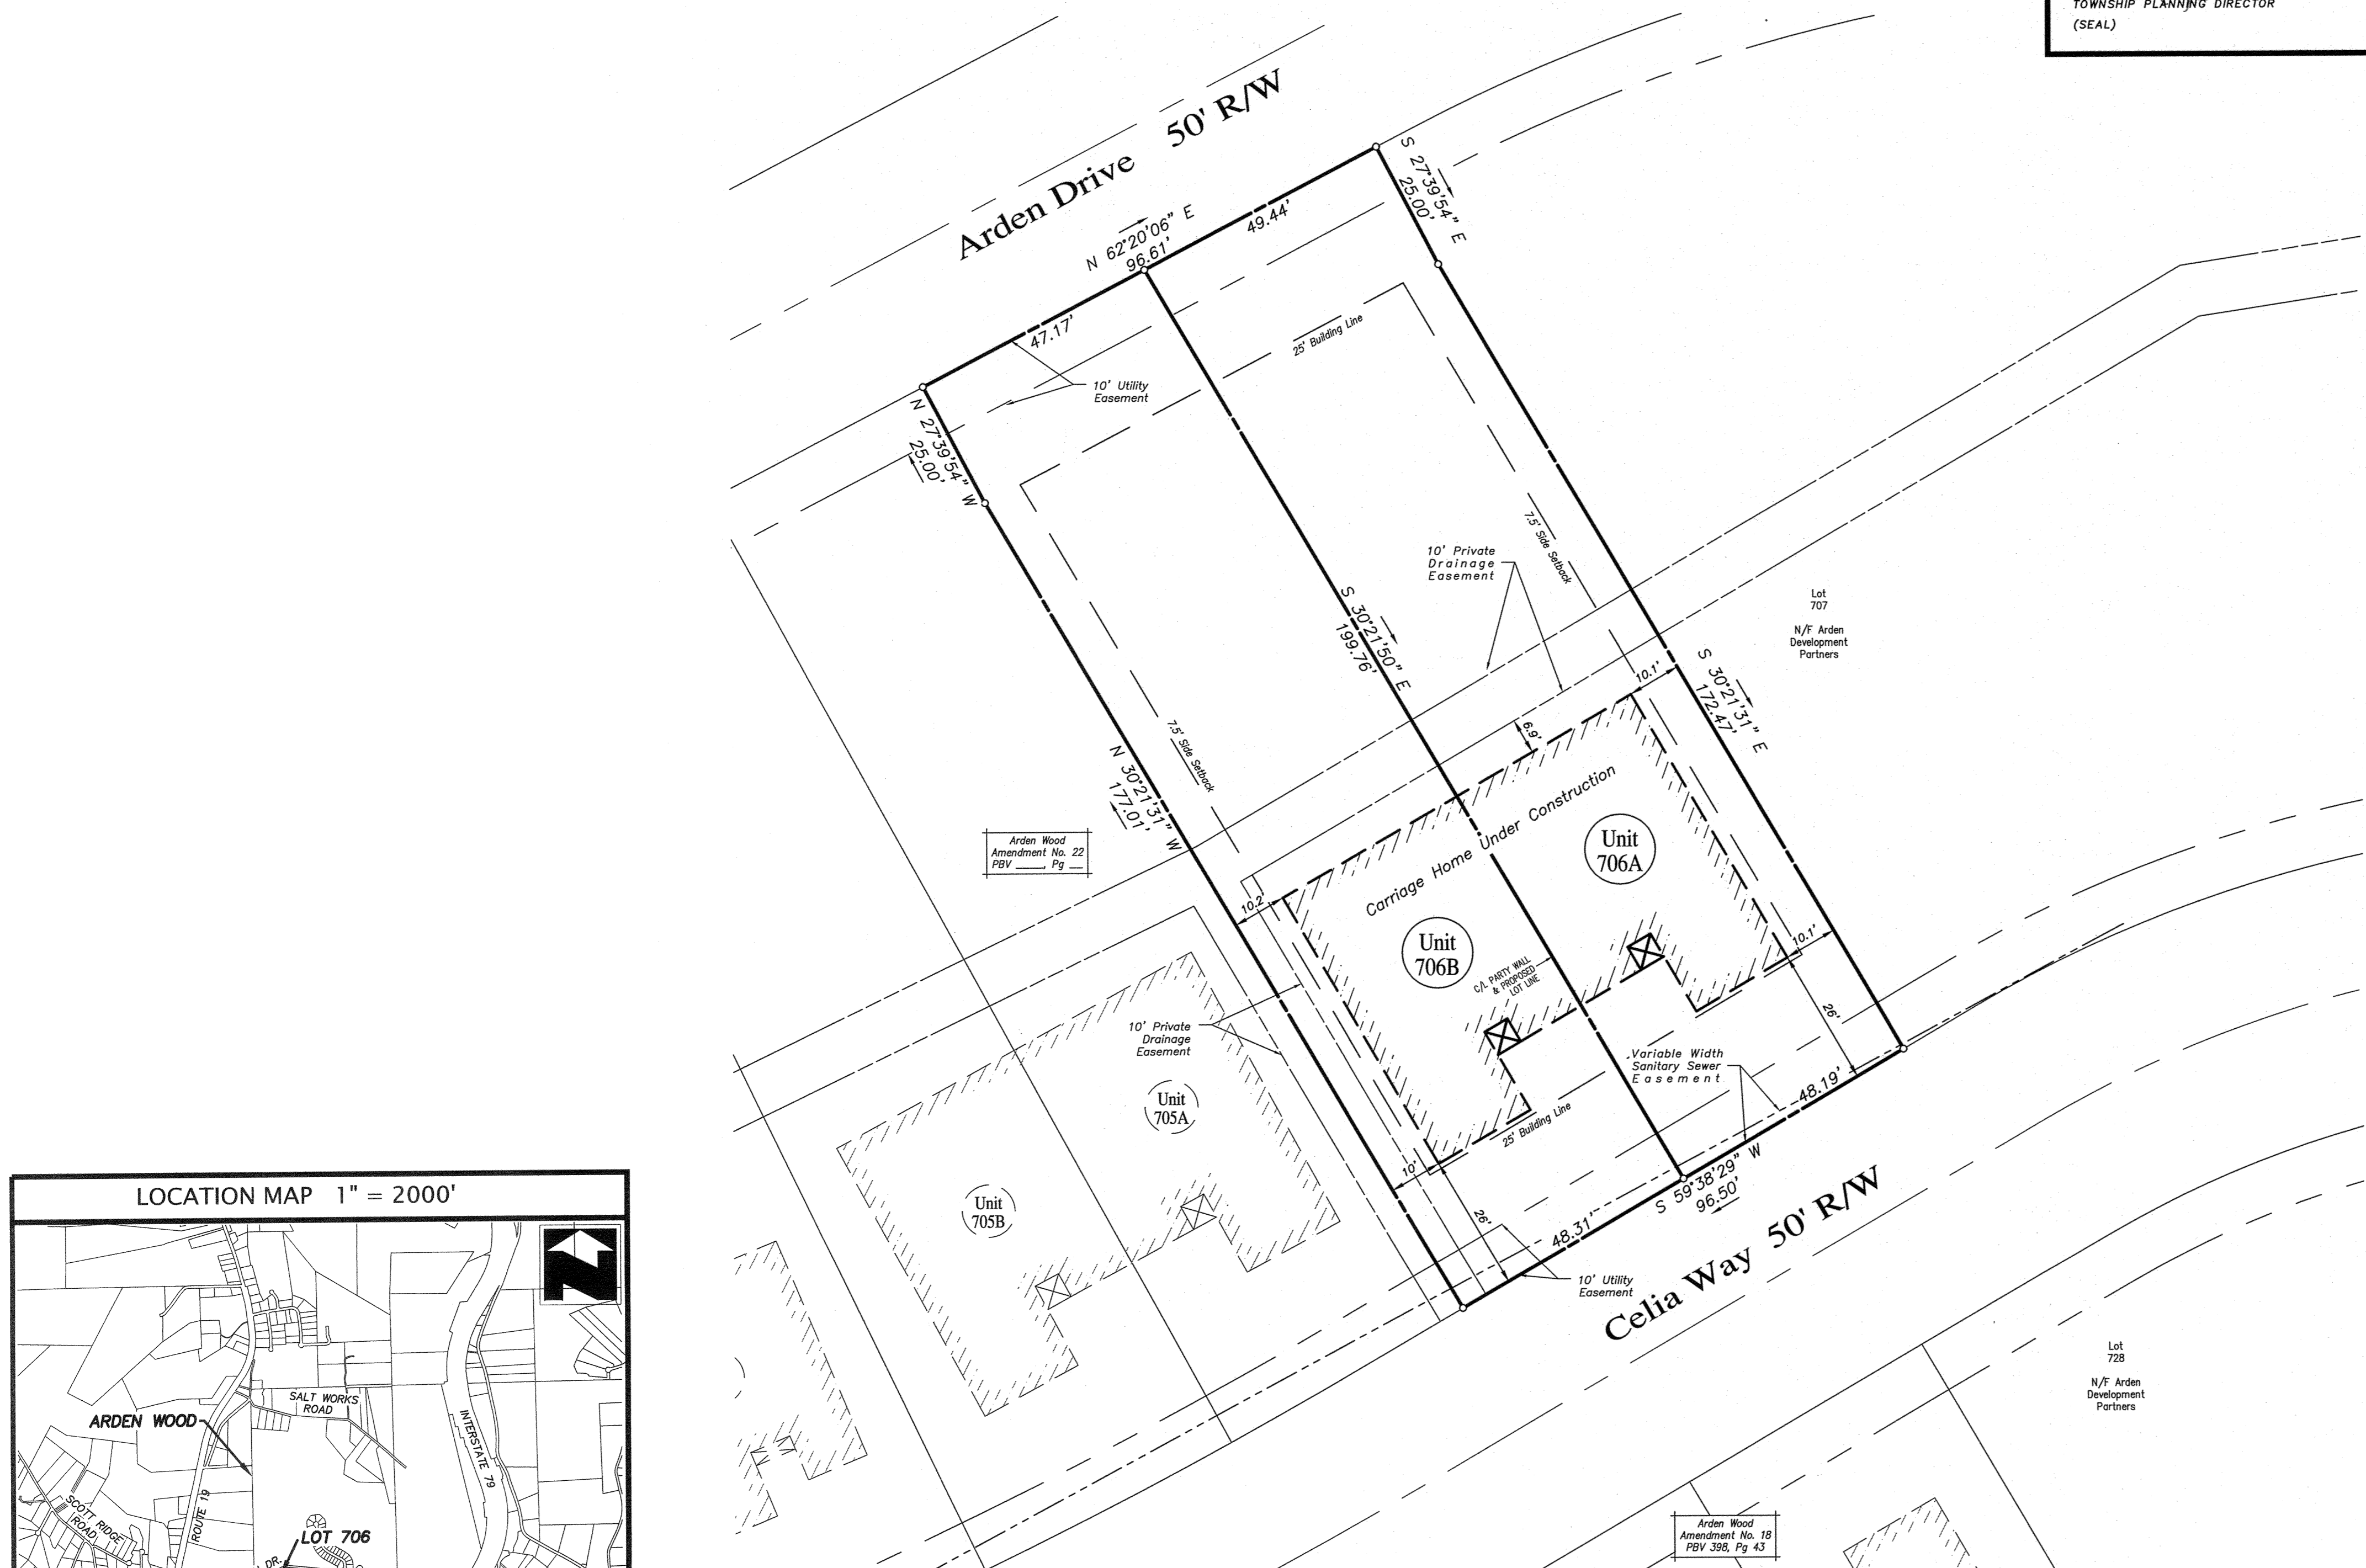 TOWNSHIP PLANNING DIRECTOR
(SEAL)
Arden Drive 50' R/W
N 62°20'06" E
96.61'
49.44'
S 27°39'54" E
25.00'
47.17'
10' Utility
Easement
25' Building Line
N 27°39'54" W
25.00'
7.5' Side Setback
10' Private
Drainage
Easement
Lot
707
N/F Arden
Development
Partners
S 30°21'50" E
199.76'
10.1'
S 30°21'31" E
172.47'
6.9'
7.5' Side Setback
N 30°21'31" W
177.01'
Arden Wood
Amendment No. 22
PBV _____, Pg __
Carriage Home Under Construction
Unit
706A
10.2'
Unit
706B
C/L PARTY WALL
& PROPOSED
LOT LINE
10.1'
26'
10' Private
Drainage
Easement
Variable Width
Sanitary Sewer
Easement
Unit
705A
48.19'
25' Building Line
10'
S 59°38'29" W
96.50'
Unit
705B
26'
48.31'
10' Utility
Easement
Celia Way 50' R/W
Lot
728
N/F Arden
Development
Partners
Arden Wood
Amendment No. 18
PBV 398, Pg 43
LOCATION MAP 1" = 2000'
N
SALT WORKS
ROAD
ARDEN WOOD
INTERSTATE 79
SCOTT RIDGE
ROAD
ROUTE 19
LOT 706
DR.